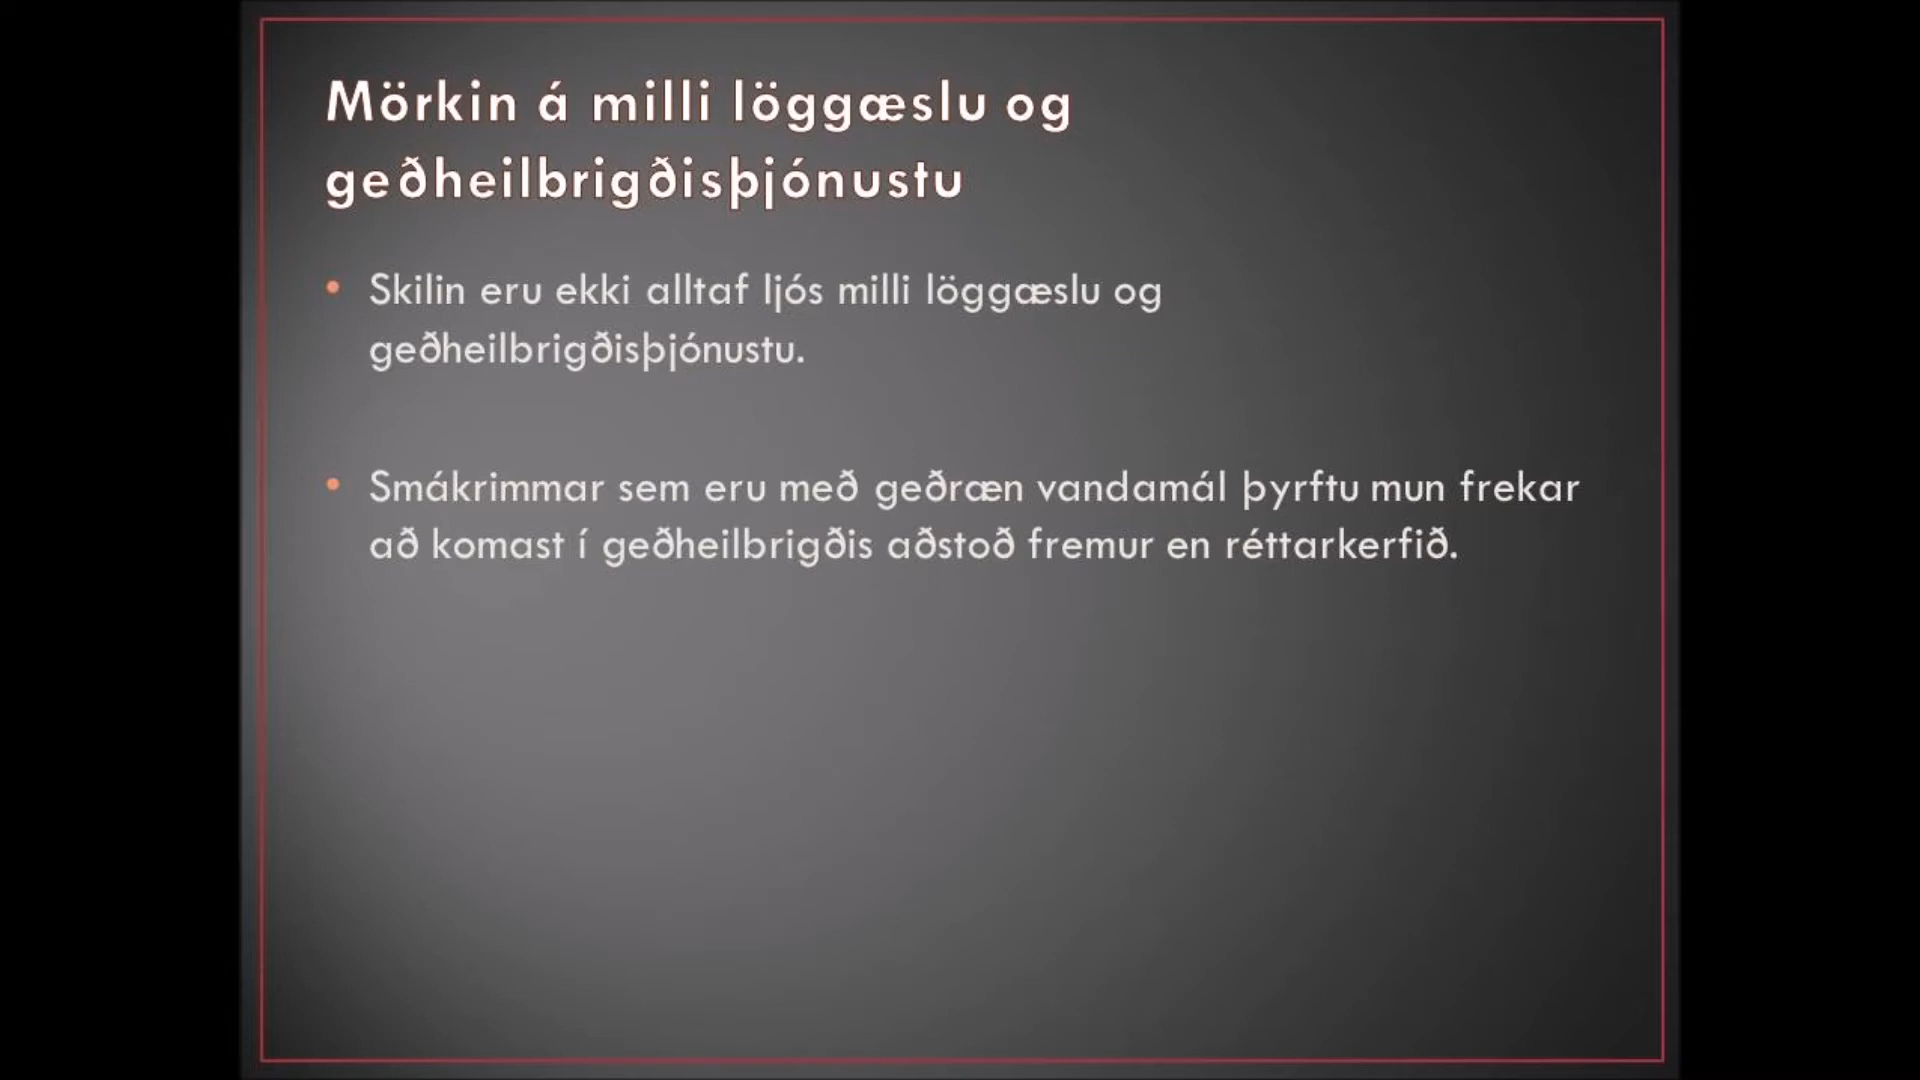 Mörkin á milli löggæslu og
geðheilbrigðisþjónustu
• Skilin eru ekki alltaf ljós milli löggæslu og
geðheilbrigðisþjónustu.
• Smákrimmar sem eru með geðræn vandamál þyrftu mun frekar
að komast í geðheilbrigðis aðstoð fremur en réttarkerfið.